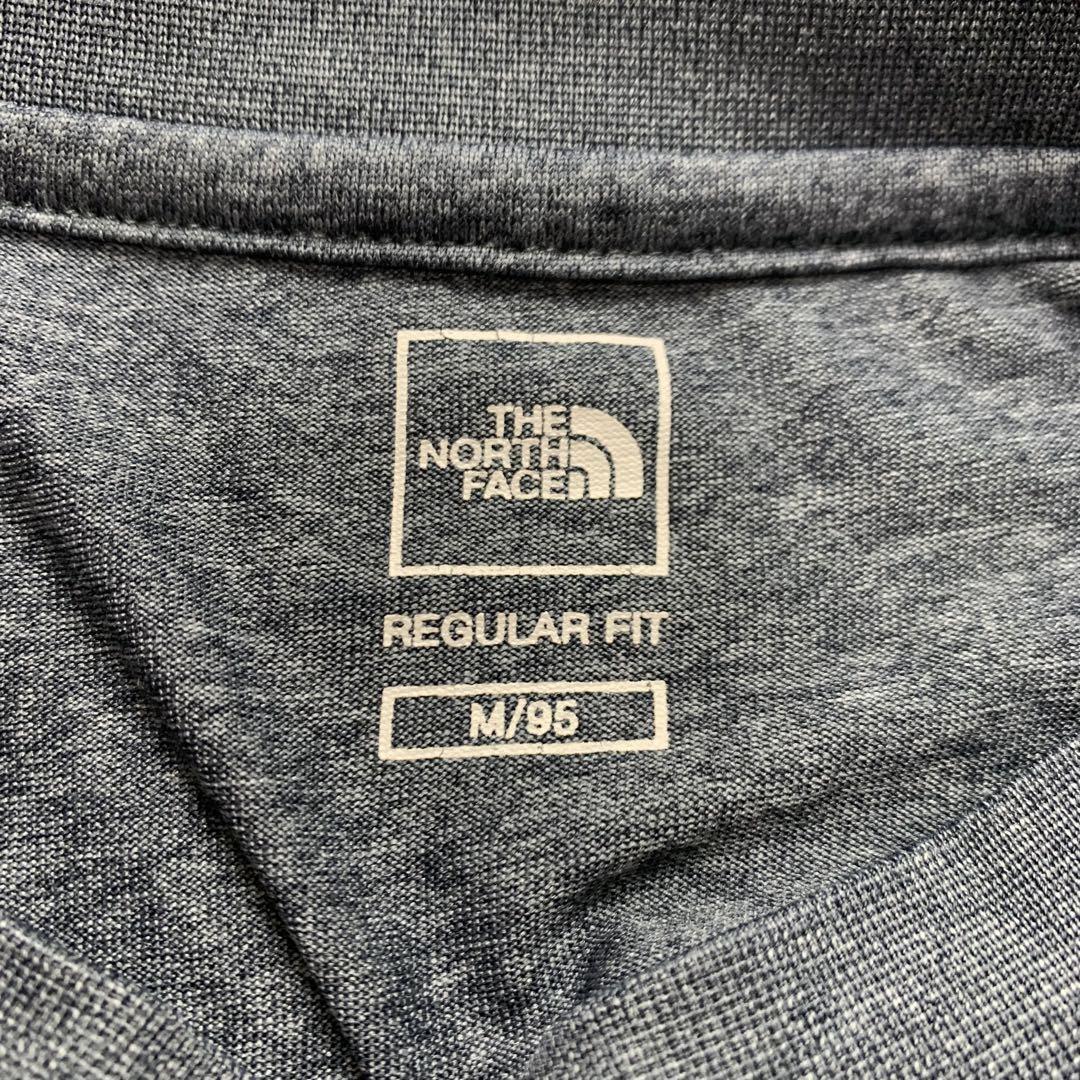 THE
NORTH
FACE
REGULAR FIT
M/95